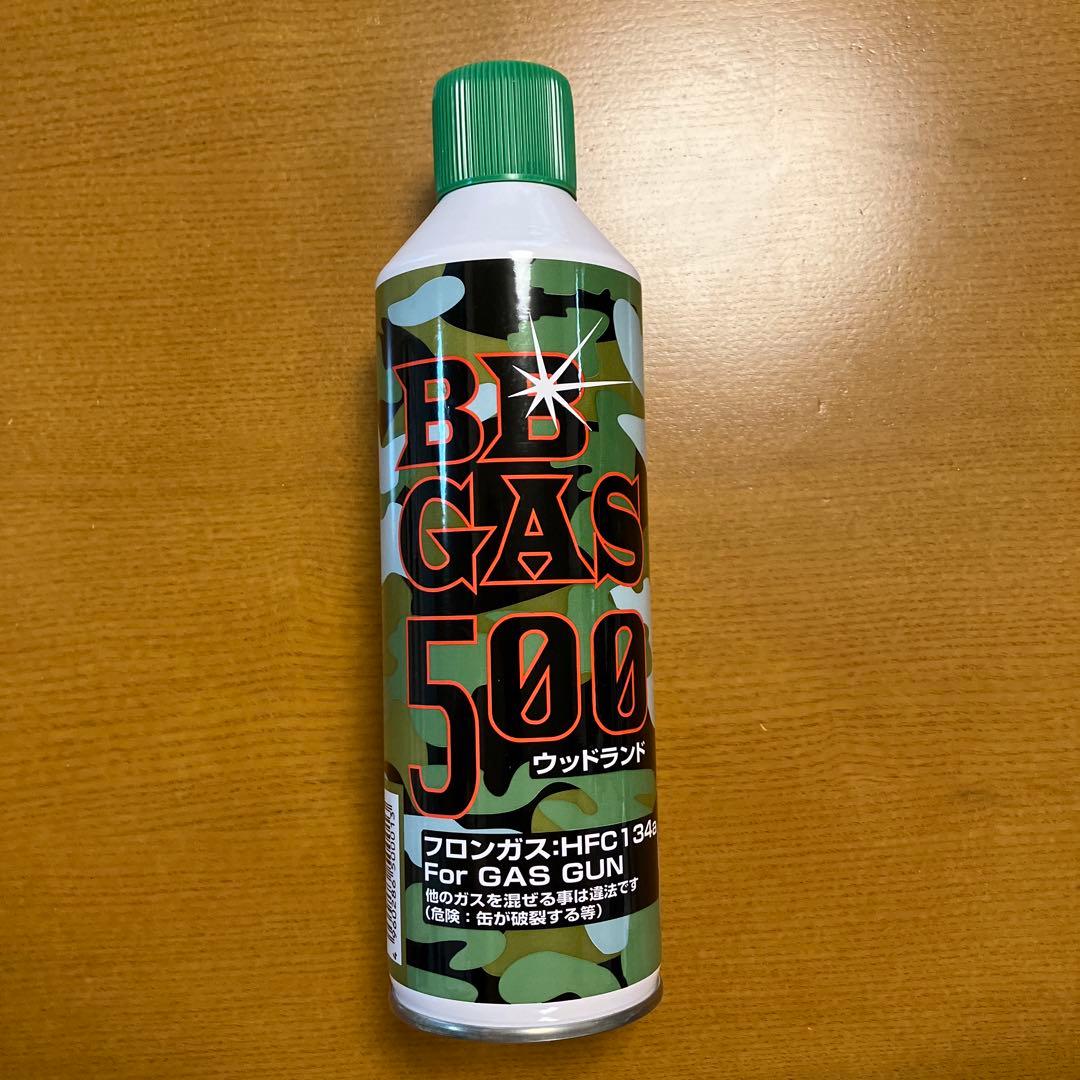 BB
GAS
500
ウッドランド
フロンガス:HFC134a
For GAS GUN
他のガスを混ぜる事は違法です
(危険：缶が破裂する等)
4960286500013